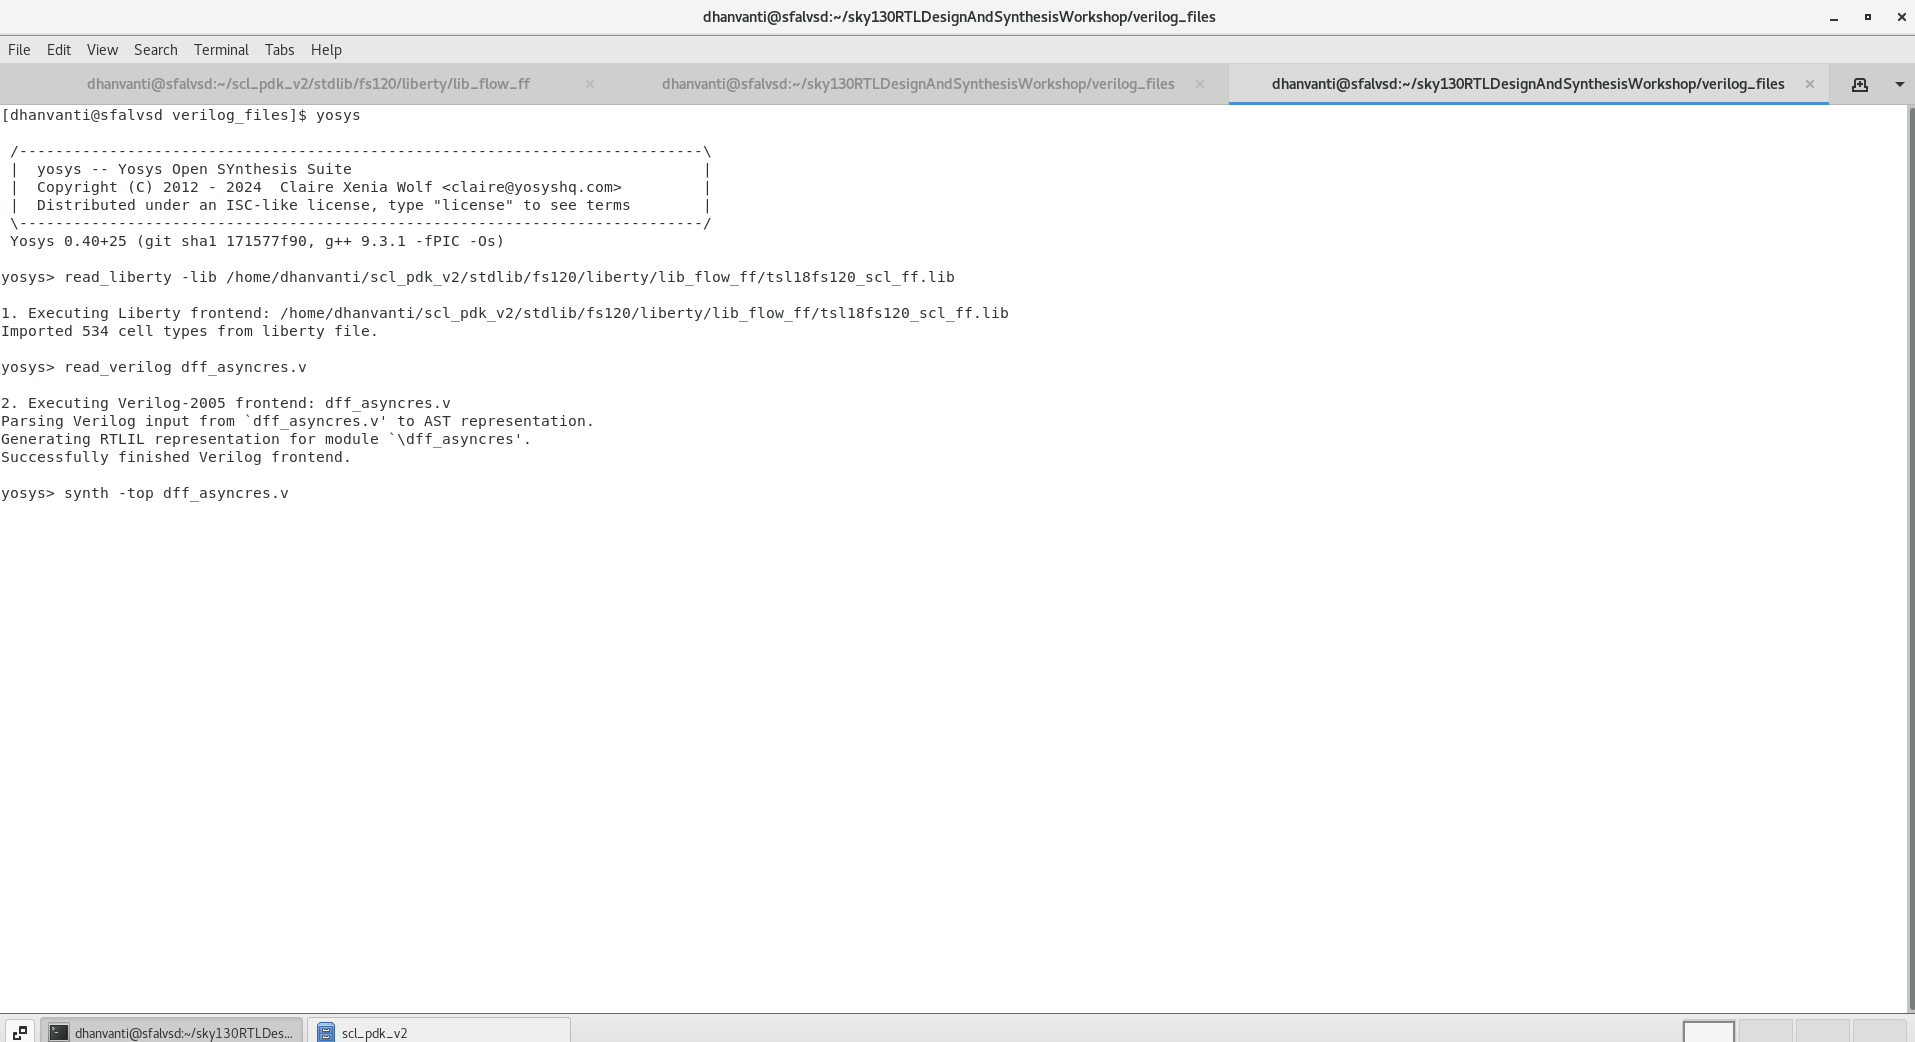 dhanvanti@sfalvsd:~/sky130RTLDesignAndSynthesisWorkshop/verilog_files
File Edit View Search Terminal Tabs Help
dhanvanti@sfalvsd:~/scl_pdk_v2/stdlib/fs120/liberty/lib_flow_ff × dhanvanti@sfalvsd:~/sky130RTLDesignAndSynthesisWorkshop/verilog_files × dhanvanti@sfalvsd:~/sky130RTLDesignAndSynthesisWorkshop/verilog_files ×
[dhanvanti@sfalvsd verilog_files]$ yosys
/----------------------------------------------------------------------------\
| yosys -- Yosys Open SYnthesis Suite |
| Copyright (C) 2012 - 2024 Claire Xenia Wolf <claire@yosyshq.com> |
| Distributed under an ISC-like license, type "license" to see terms |
\----------------------------------------------------------------------------/
Yosys 0.40+25 (git sha1 171577f90, g++ 9.3.1 -fPIC -Os)
yosys> read_liberty -lib /home/dhanvanti/scl_pdk_v2/stdlib/fs120/liberty/lib_flow_ff/tsl18fs120_scl_ff.lib
1. Executing Liberty frontend: /home/dhanvanti/scl_pdk_v2/stdlib/fs120/liberty/lib_flow_ff/tsl18fs120_scl_ff.lib
Imported 534 cell types from liberty file.
yosys> read_verilog dff_asyncres.v
2. Executing Verilog-2005 frontend: dff_asyncres.v
Parsing Verilog input from `dff_asyncres.v' to AST representation.
Generating RTLIL representation for module `\dff_asyncres'.
Successfully finished Verilog frontend.
yosys> synth -top dff_asyncres.v
dhanvanti@sfalvsd:~/sky130RTLDes... scl_pdk_v2